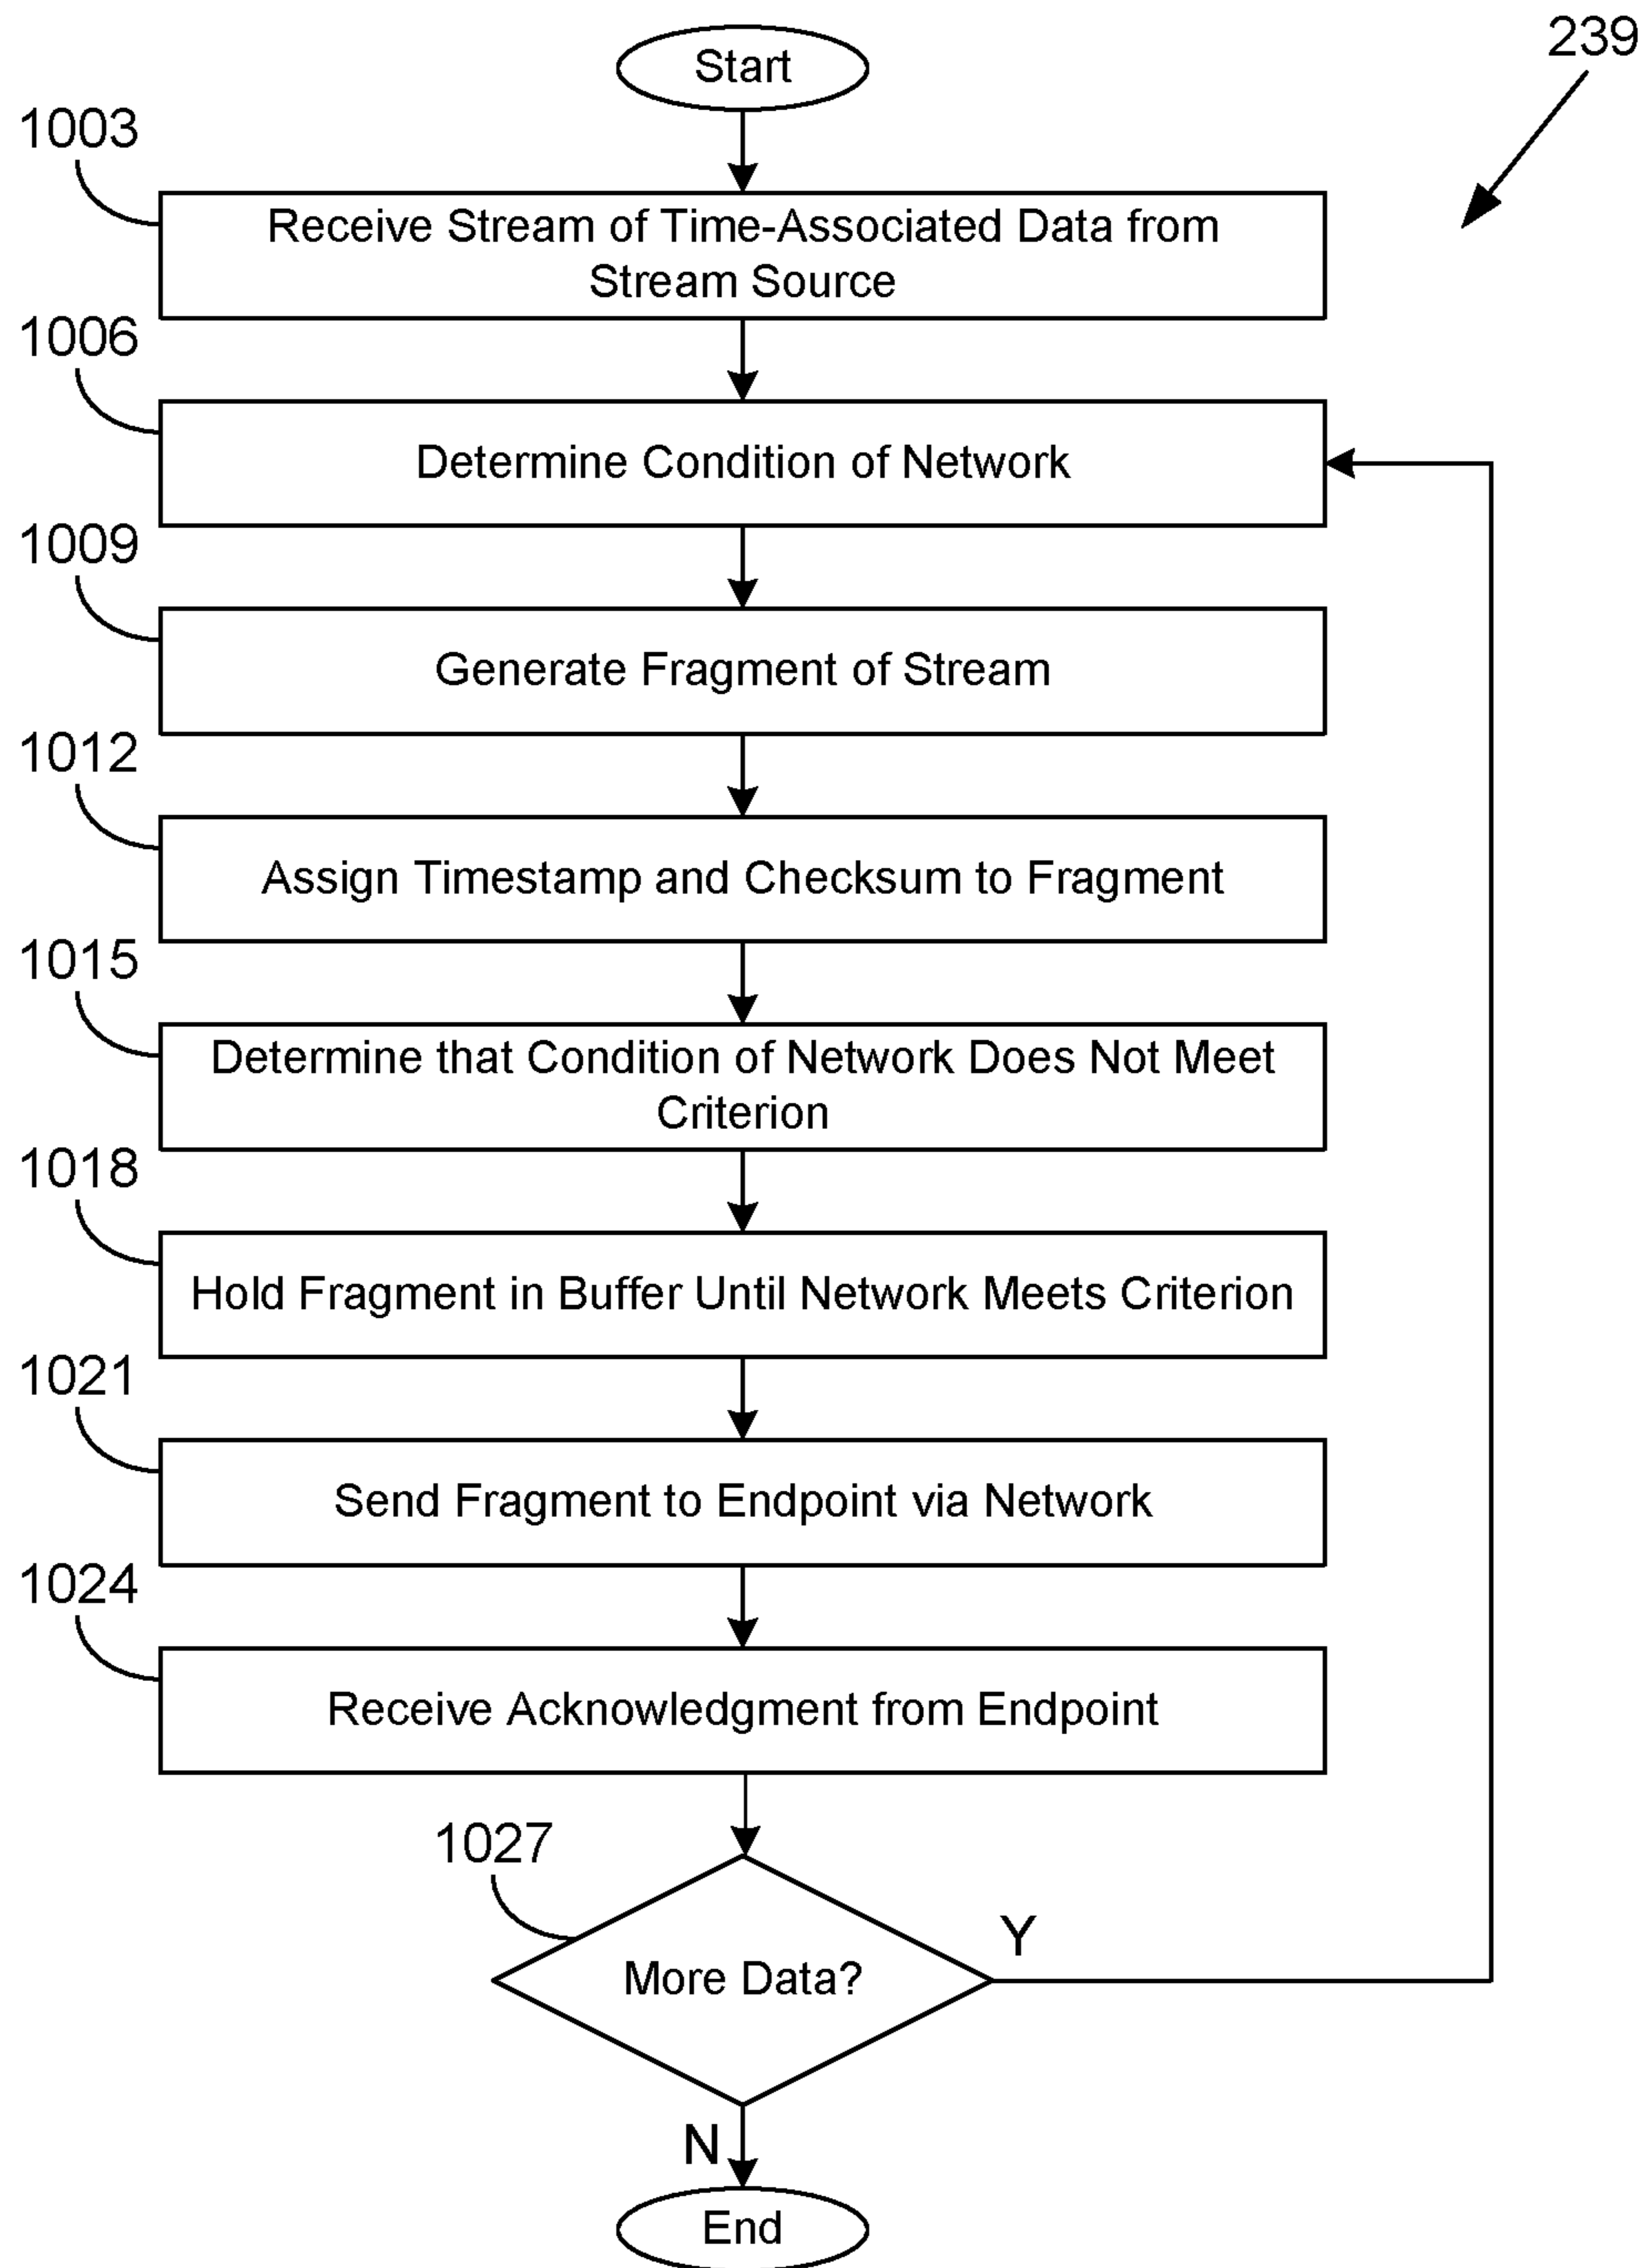 239
Start
1003
Receive Stream of Time-Associated Data from
Stream Source
1006
Determine Condition of Network
1009
Generate Fragment of Stream
1012
Assign Timestamp and Checksum to Fragment
1015
Determine that Condition of Network Does Not Meet
Criterion
1018
Hold Fragment in Buffer Until Network Meets Criterion
1021
Send Fragment to Endpoint via Network
1024
Receive Acknowledgment from Endpoint
1027
More Data?
Y
N
End